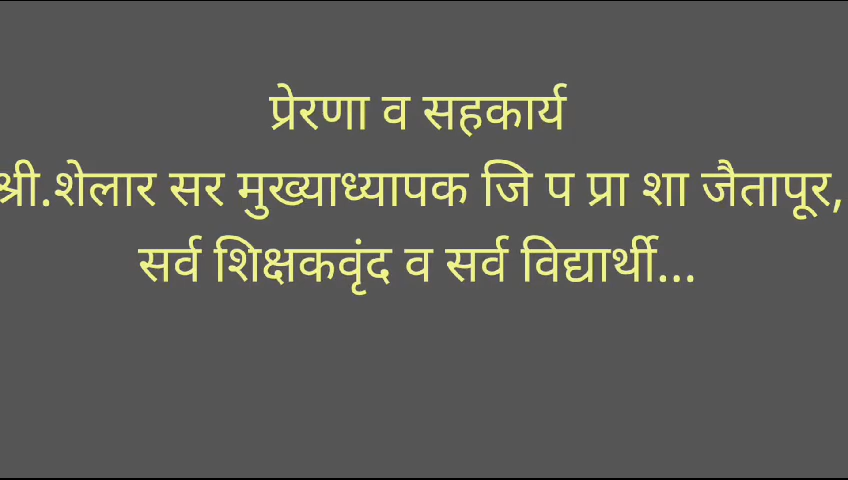 प्रेरणा व सहकार्य
श्री.शेलार सर मुख्याध्यापक जि प प्रा शा जैतापूर,
सर्व शिक्षकवृंद व सर्व विद्यार्थी...